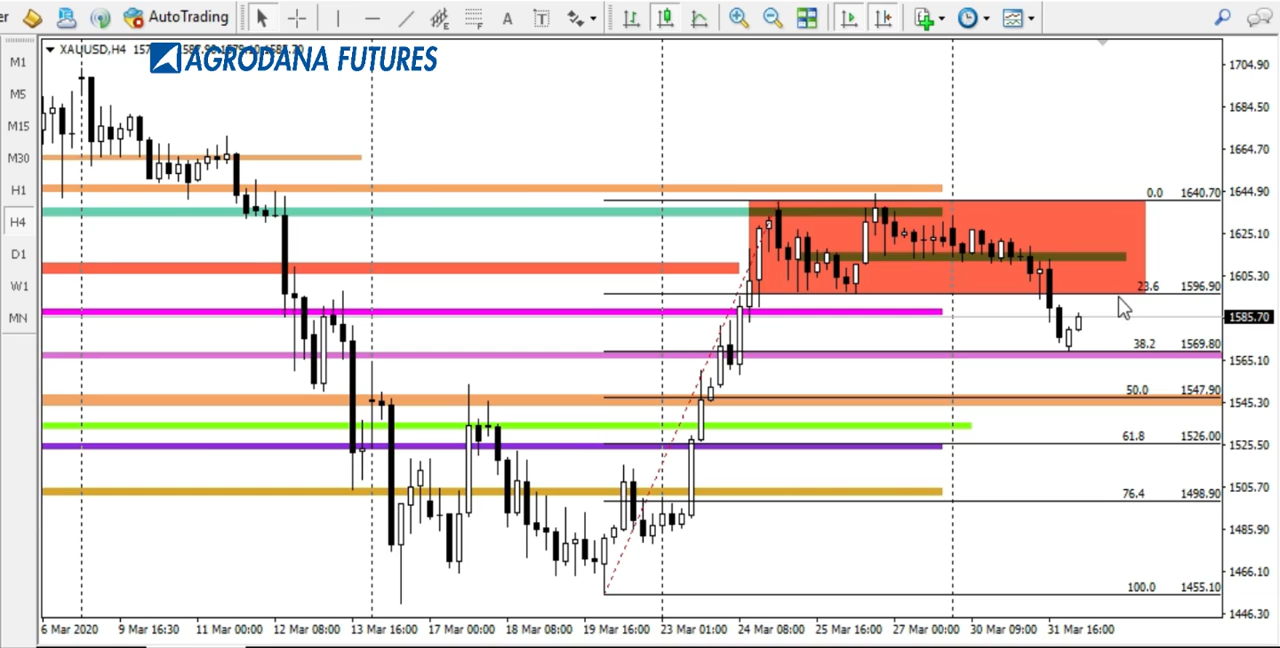 er AutoTrading A T
XAUUSD,H4
AGRODANA FUTURES
M1
M5
M15
M30
H1
H4
D1
W1
MN
1704.90
1684.50
1664.70
1644.90
1625.10
1605.30
1585.70
1565.10
1545.30
1525.50
1505.70
1485.90
1466.10
1446.30
0.0 1640.70
23.6 1596.90
38.2 1569.80
50.0 1547.90
61.8 1526.00
76.4 1498.90
100.0 1455.10
6 Mar 2020 9 Mar 16:30 11 Mar 00:00 12 Mar 08:00 13 Mar 16:00 17 Mar 00:00 18 Mar 08:00 19 Mar 16:00 23 Mar 01:00 24 Mar 08:00 25 Mar 16:00 27 Mar 00:00 30 Mar 09:00 31 Mar 16:00